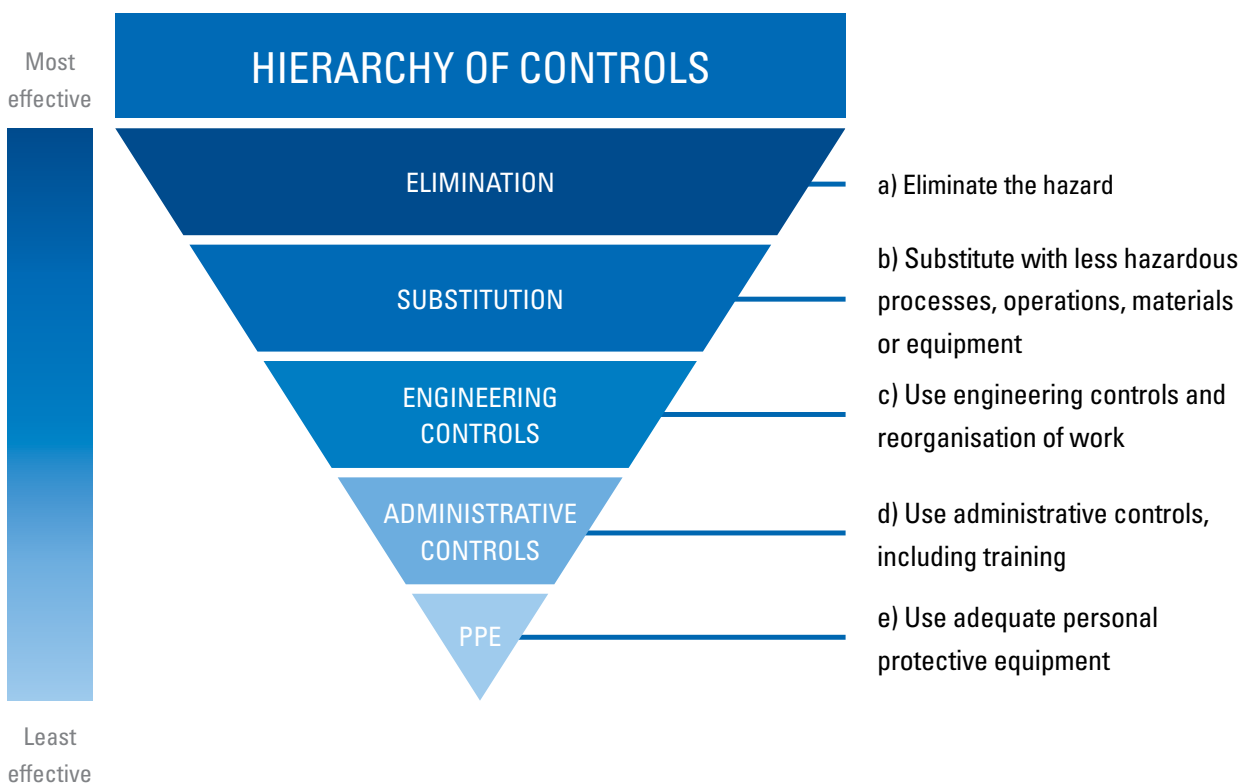 HIERARCHY OF CONTROLS
Most
effective
ELIMINATION
a) Eliminate the hazard
SUBSTITUTION
b) Substitute with less hazardous
processes, operations, materials
or equipment
ENGINEERING
CONTROLS
c) Use engineering controls and
reorganisation of work
ADMINISTRATIVE
CONTROLS
d) Use administrative controls,
including training
PPE
e) Use adequate personal
protective equipment
Least
effective